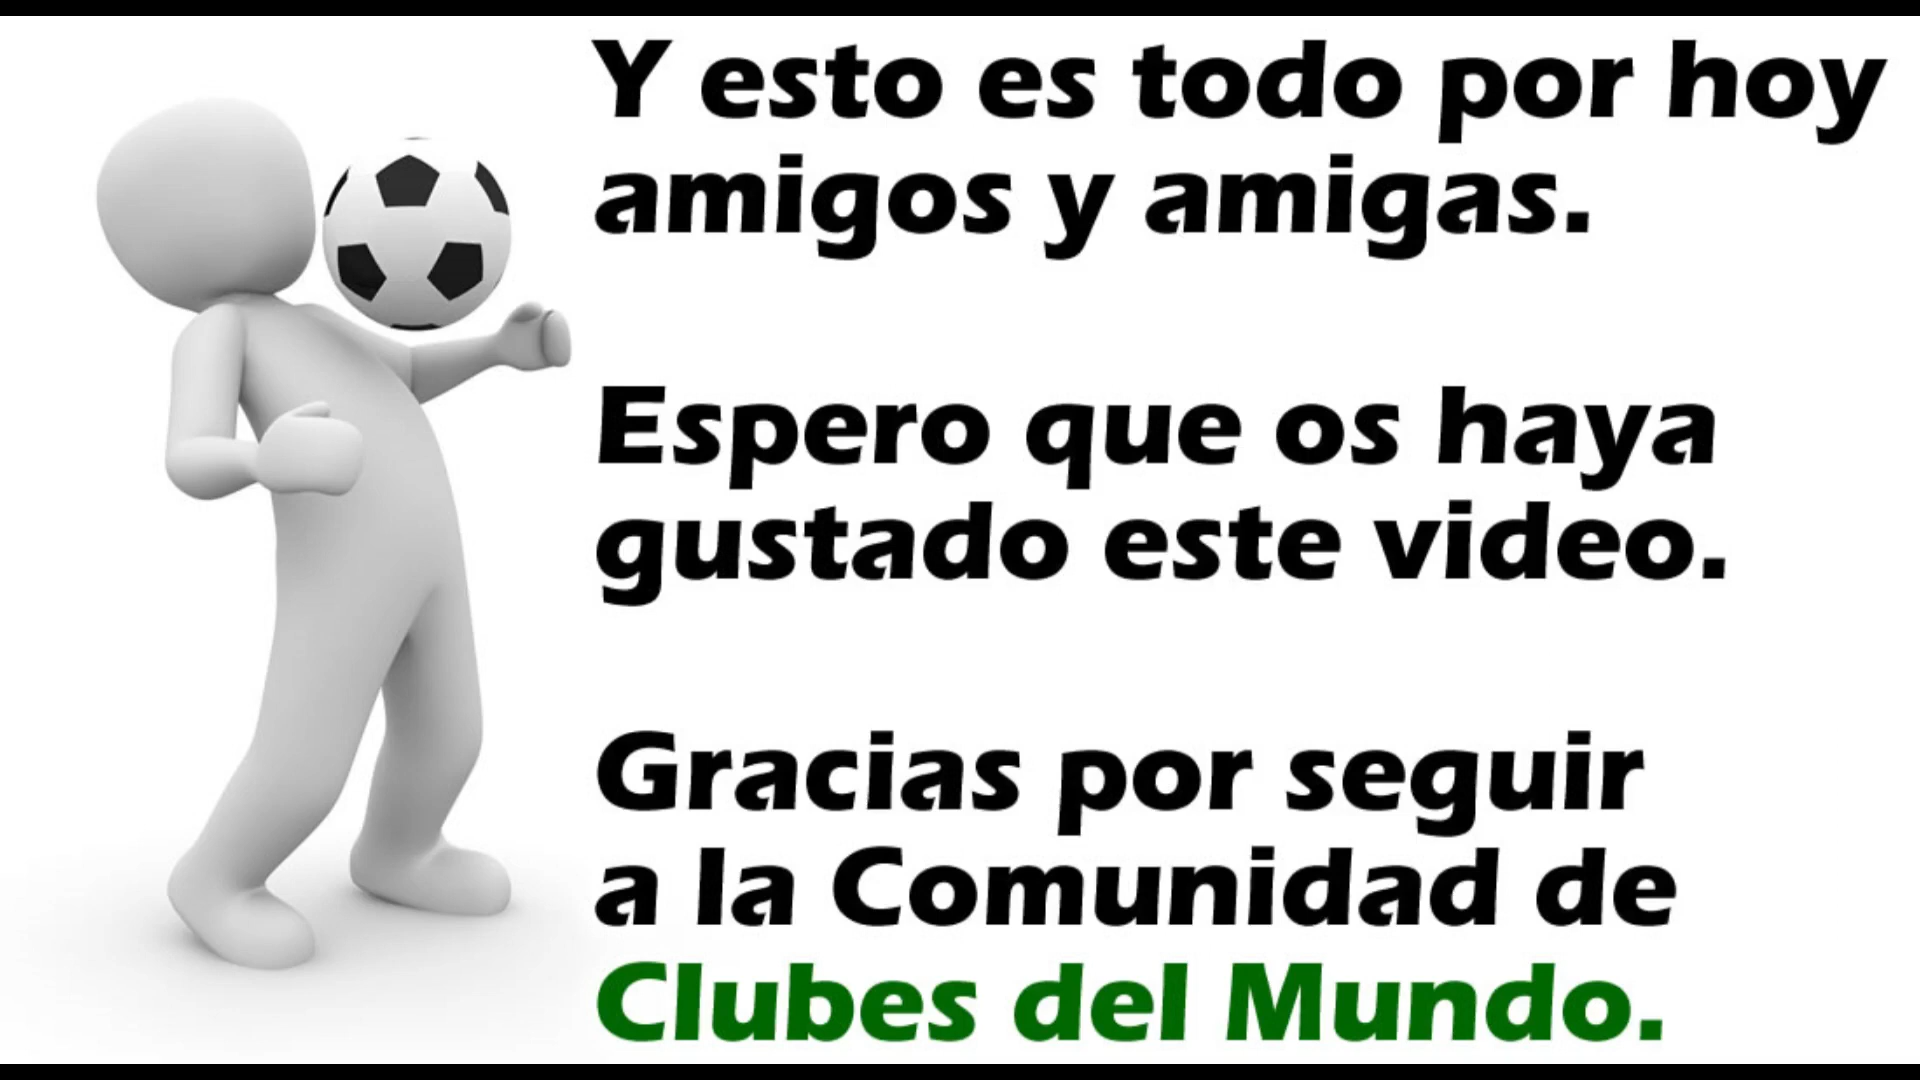 Y esto es todo por hoy
amigos y amigas.
Espero que os haya
gustado este video.
Gracias por seguir
a la Comunidad de
Clubes del Mundo.